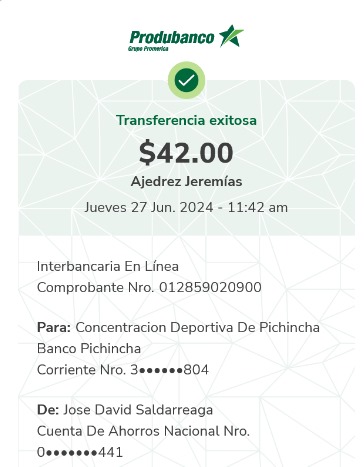 Produbanco
Grupo Promerica
Transferencia exitosa
$42.00
Ajedrez Jeremías
Jueves 27 Jun. 2024 - 11:42 am
Interbancaria En Línea
Comprobante Nro. 012859020900
Para: Concentracion Deportiva De Pichincha
Banco Pichincha
Corriente Nro. 3••••••804
De: Jose David Saldarreaga
Cuenta De Ahorros Nacional Nro.
0•••••••441